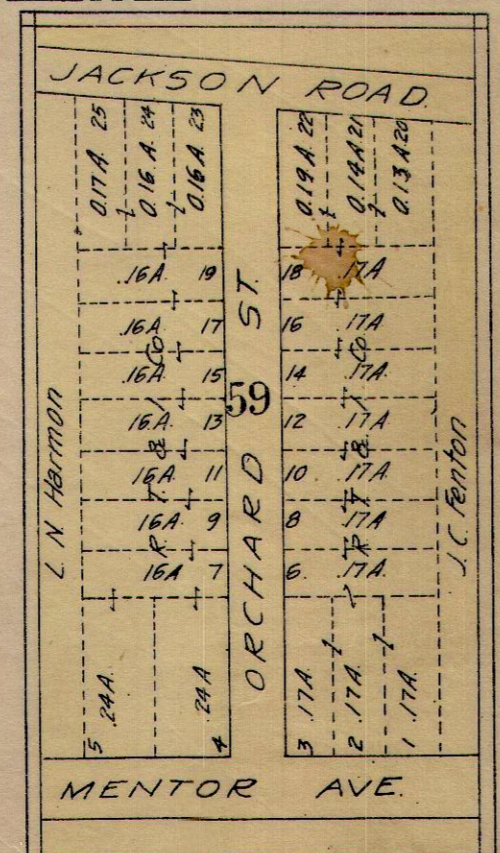 JACKSON ROAD.
0.17A. 25
0.16 A. 24
0.16A. 23
0.19A. 22
0.14A 21
0.13A 20
.16A. 19
18 .17A
.16A. 17
16 .17A
.16A. 15
14 .17A.
.16A. 13
12 .17A
.16A. 11
10 .17A.
16A. 9
8 .17A
16A 7
6. .17A.
R. T. & I Co
R T & I Co
ORCHARD ST.
59
L. N. Harmon
J.C. Fenton
5 .24A.
4 .24A
3 .17A.
2 .17A.
1 .17A.
MENTOR AVE.